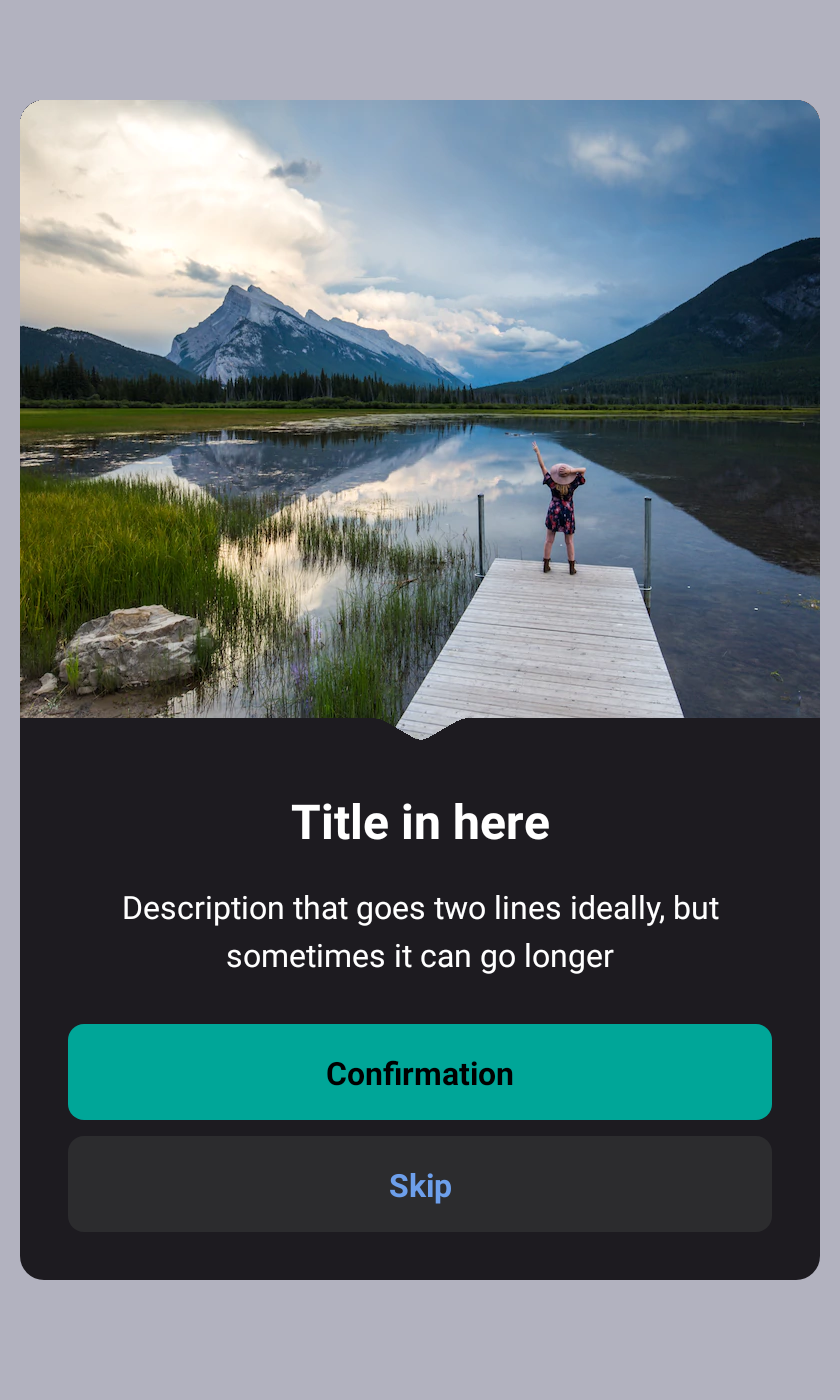 Title in here
Description that goes two lines ideally, but
sometimes it can go longer
Confirmation
Skip